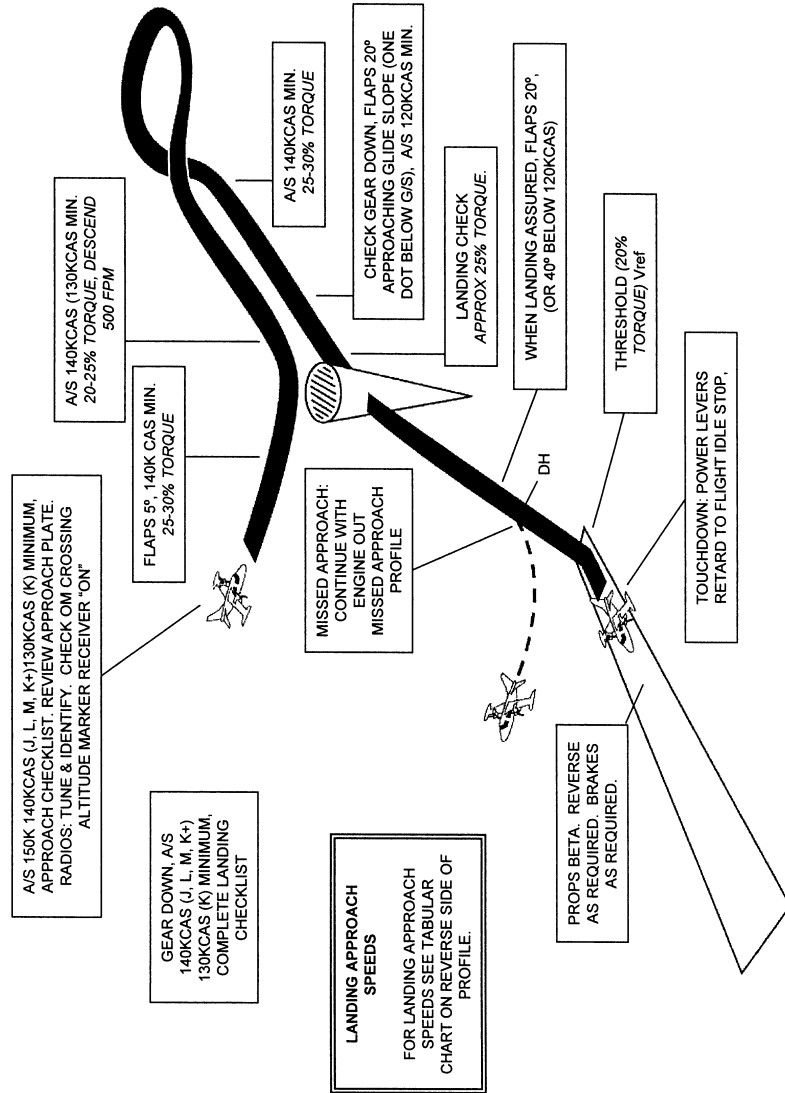 A/S 150K 140KCAS (J, L, M, K+)130KCAS (K) MINIMUM,
APPROACH CHECKLIST. REVIEW APPROACH PLATE.
RADIOS: TUNE & IDENTIFY. CHECK OM CROSSING
ALTITUDE MARKER RECEIVER "ON"
A/S 140KCAS (130KCAS MIN.
20-25% TORQUE, DESCEND
500 FPM
FLAPS 5º, 140K CAS MIN.
25-30% TORQUE
A/S 140KCAS MIN.
25-30% TORQUE
GEAR DOWN, A/S
140KCAS (J, L, M, K+)
130KCAS (K) MINIMUM,
COMPLETE LANDING
CHECKLIST
MISSED APPROACH:
CONTINUE WITH
ENGINE OUT
MISSED APPROACH
PROFILE
CHECK GEAR DOWN, FLAPS 20º
APPROACHING GLIDE SLOPE (ONE
DOT BELOW G/S), A/S 120KCAS MIN.
LANDING CHECK
APPROX 25% TORQUE.
LANDING APPROACH
SPEEDS
FOR LANDING APPROACH
SPEEDS SEE TABULAR
CHART ON REVERSE SIDE OF
PROFILE.
DH
WHEN LANDING ASSURED, FLAPS 20º,
(OR 40º BELOW 120KCAS)
THRESHOLD (20%
TORQUE) Vref
PROPS BETA. REVERSE
AS REQUIRED. BRAKES
AS REQUIRED.
TOUCHDOWN: POWER LEVERS
RETARD TO FLIGHT IDLE STOP,